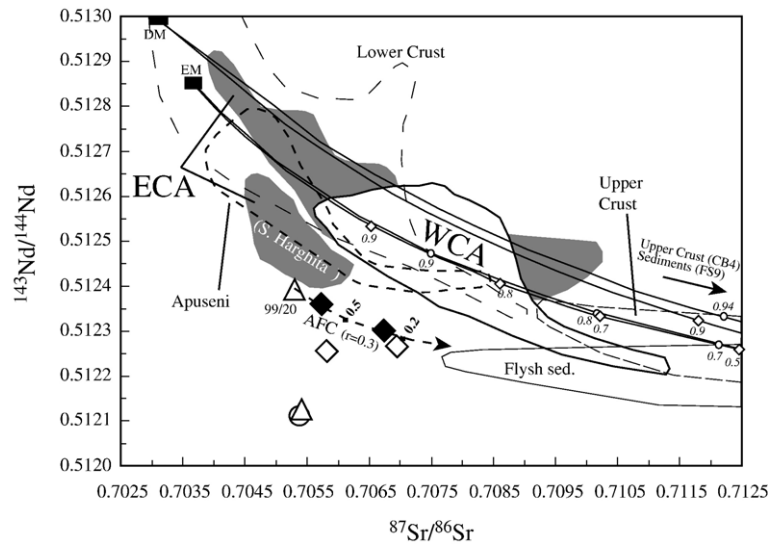 0.5130
DM
0.5129
EM
Lower Crust
0.5128
0.5127
ECA
0.5126
Upper
Crust
WCA
0.9
0.9
0.5125
(S. Harghita)
Upper Crust (CB4)
Sediments (FS9)
0.8
0.5124
Apuseni
99/20
0.5
0.8
0.7
0.9
0.94
0.5123
AFC (r=0.3)
0.2
0.7
0.5
Flysh sed.
0.5122
0.5121
0.5120
143Nd/144Nd
0.7025 0.7035 0.7045 0.7055 0.7065 0.7075 0.7085 0.7091 0.7105 0.7115 0.7125
87Sr/86Sr